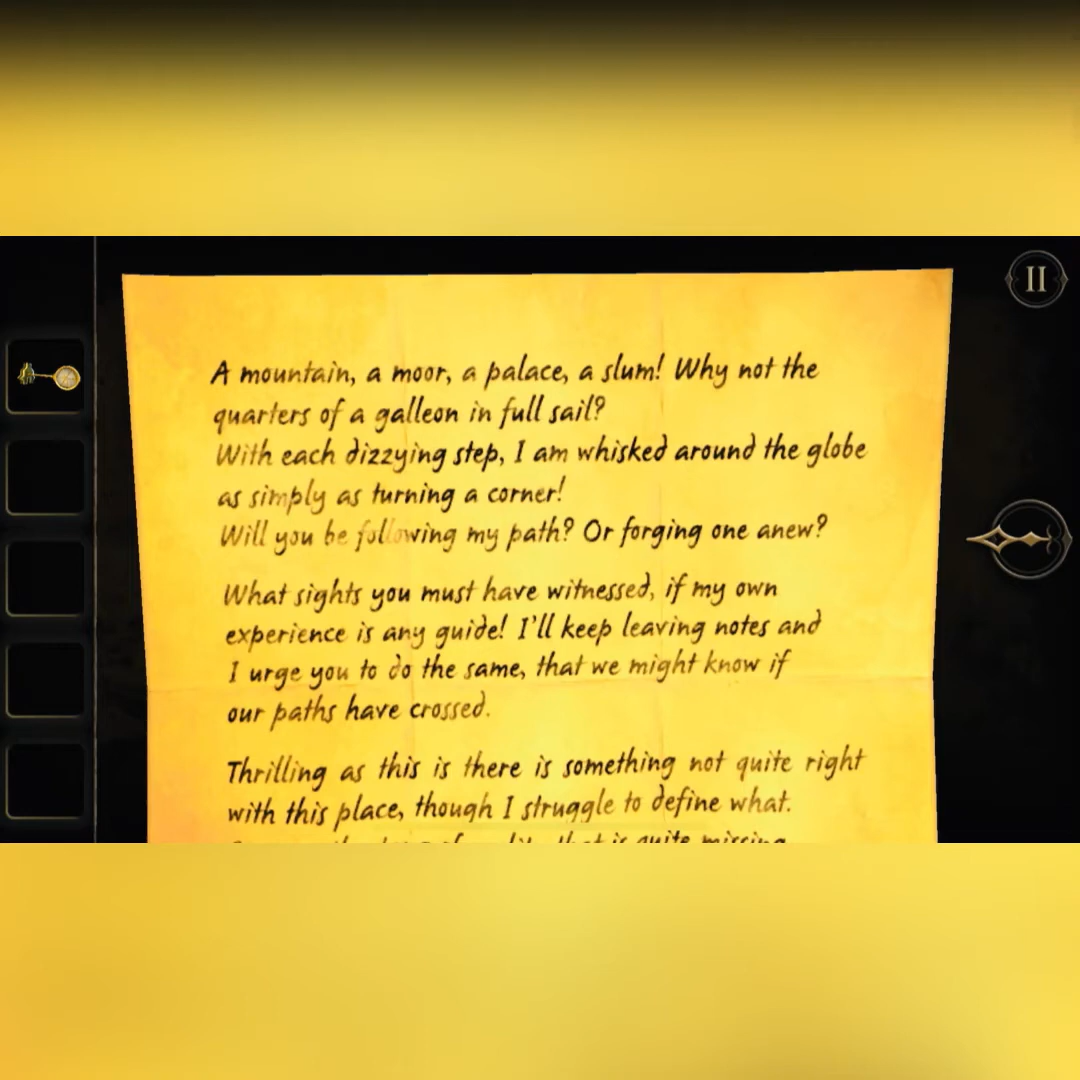 A mountain, a moor, a palace, a slum! Why not the
quarters of a galleon in full sail?
With each dizzying step, I am whisked around the globe
as simply as turning a corner!
Will you be following my path? Or forging one anew?
What sights you must have witnessed, if my own
experience is any guide! I'll keep leaving notes and
I urge you to do the same, that we might know if
our paths have crossed.
Thrilling as this is there is something not quite right
with this place, though I struggle to define what.
that is quite missing